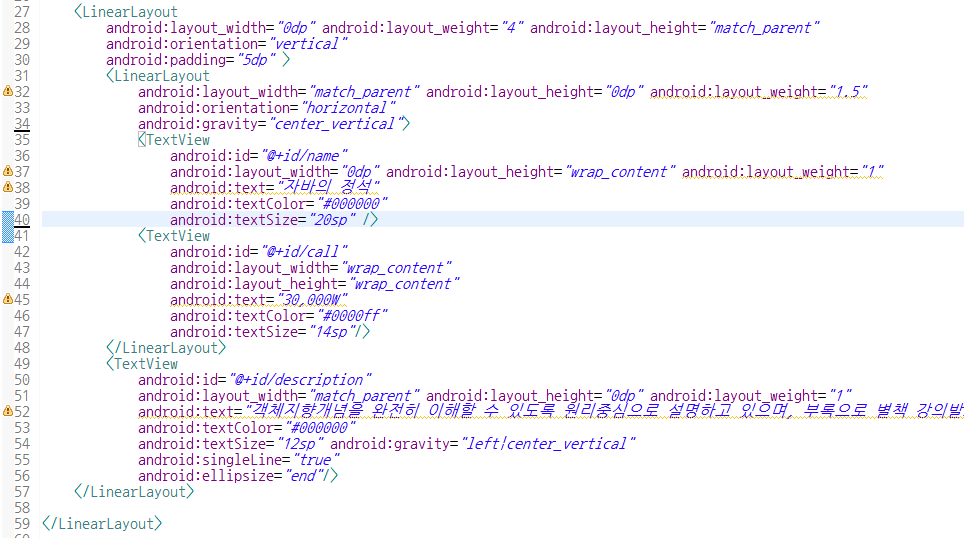 27 <LinearLayout
28 android:layout_width="0dp" android:layout_weight="4" android:layout_height="match_parent"
29 android:orientation="vertical"
30 android:padding="5dp" >
31 <LinearLayout
32 android:layout_width="match_parent" android:layout_height="0dp" android:layout_weight="1.5"
33 android:orientation="horizontal"
34 android:gravity="center_vertical">
35 <TextView
36 android:id="@+id/name"
37 android:layout_width="0dp" android:layout_height="wrap_content" android:layout_weight="1"
38 android:text="자바의 정석"
39 android:textColor="#000000"
40 android:textSize="20sp" />
41 <TextView
42 android:id="@+id/call"
43 android:layout_width="wrap_content"
44 android:layout_height="wrap_content"
45 android:text="30,000W"
46 android:textColor="#0000ff"
47 android:textSize="14sp"/>
48 </LinearLayout>
49 <TextView
50 android:id="@+id/description"
51 android:layout_width="match_parent" android:layout_height="0dp" android:layout_weight="1"
52 android:text="객체지향개념을 완전히 이해할 수 있도록 원리중심으로 설명하고 있으며, 부록으로 별책 강의
53 android:textColor="#000000"
54 android:textSize="12sp" android:gravity="left|center_vertical"
55 android:singleLine="true"
56 android:ellipsize="end"/>
57 </LinearLayout>
58
59 </LinearLayout>